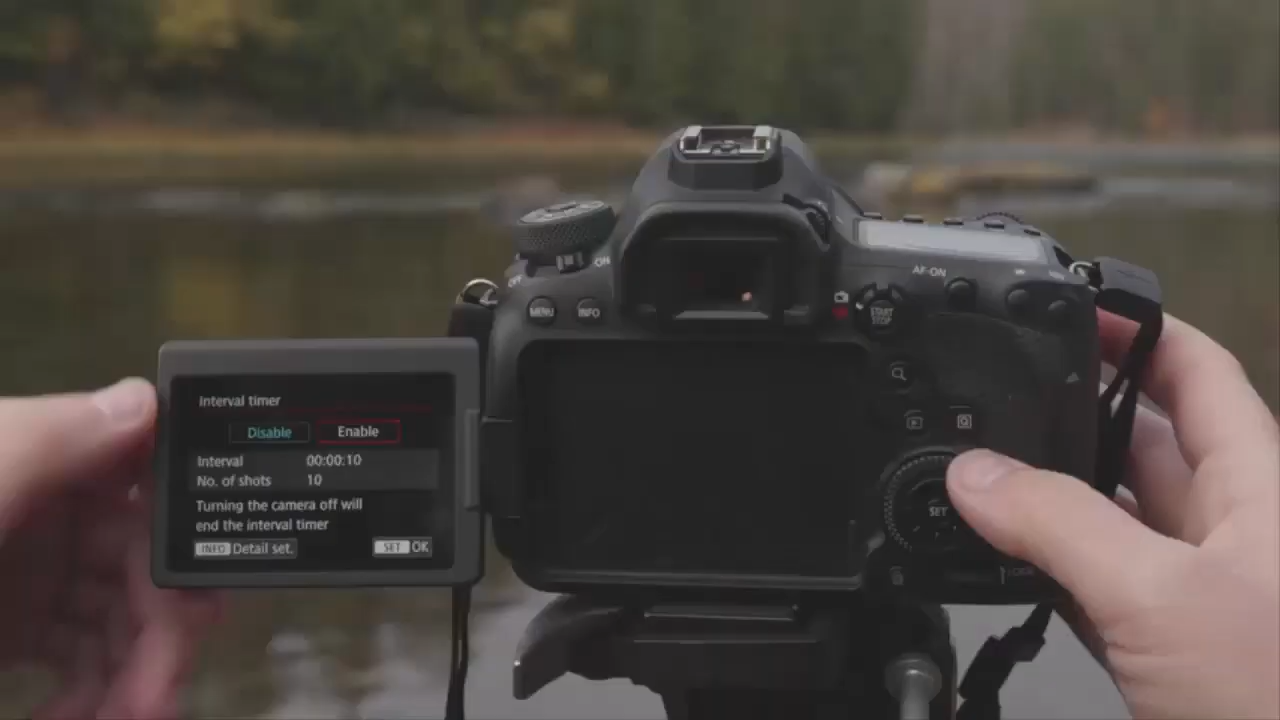 ON
OFF
AF-ON
MENU
INFO
START
STOP
Q
SET
Interval timer
Disable
Enable
Interval 00:00:10
No. of shots 10
Turning the camera off will
end the interval timer
INFO Detail set.
SET OK